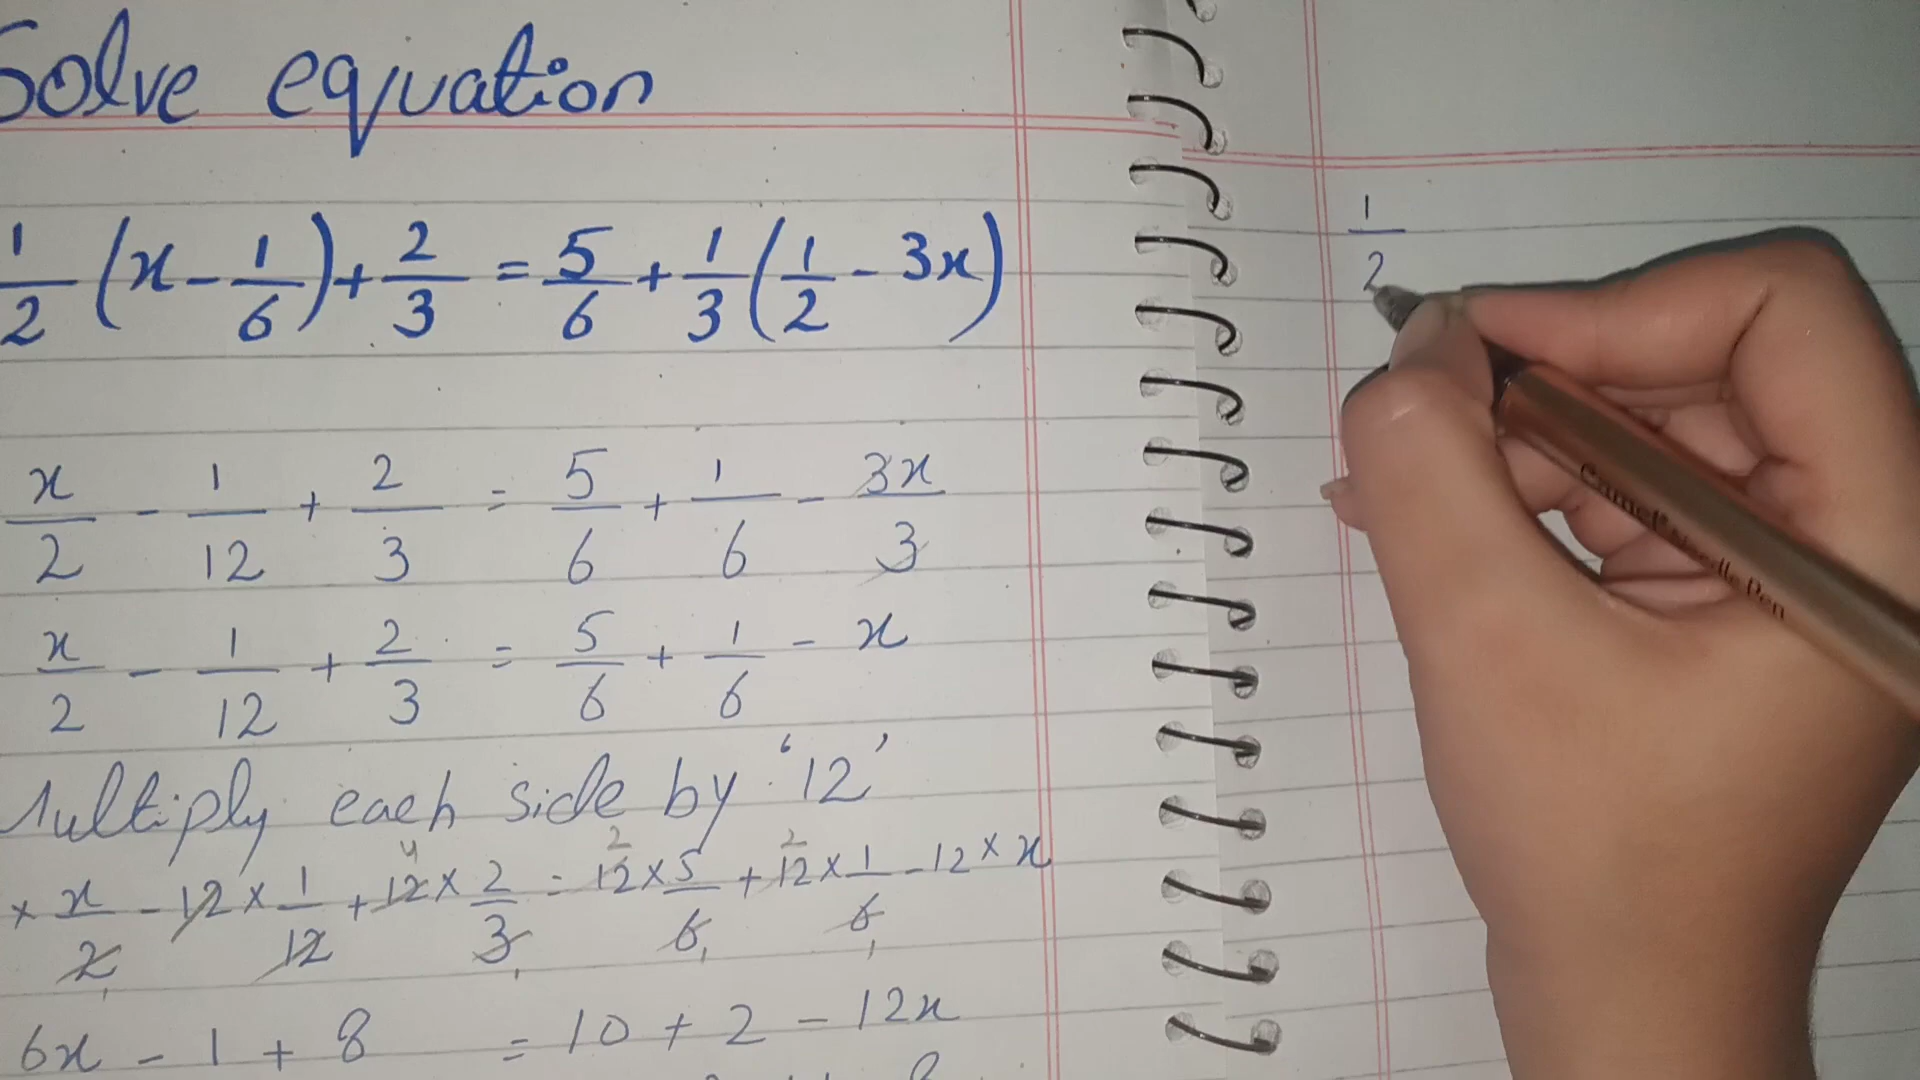 Solve equation
1/2 (x - 1/6) + 2/3 = 5/6 + 1/3 (1/2 - 3x)
x/2 - 1/12 + 2/3 = 5/6 + 1/6 - 3x/3
x/2 - 1/12 + 2/3 = 5/6 + 1/6 - x
Multiply each side by '12'
× x/2 - 12 × 1/12 + 12 × 2/3 = 12 × 5/6 + 12 × 1/6 - 12 × x
6x - 1 + 8 = 10 + 2 - 12x
1/2
Camel Needle Pen